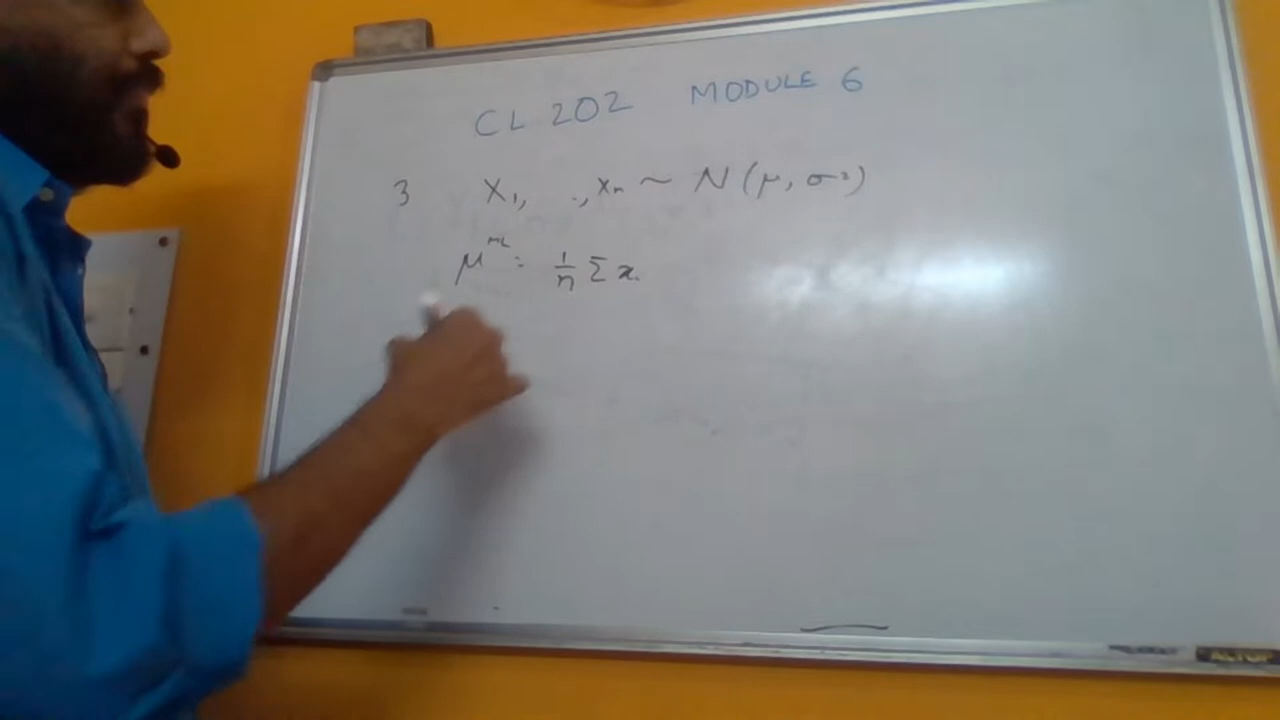 CL 202 MODULE 6
3 X₁, . ., Xₙ ~ N(μ, σ²)
μ^ML = 1/n Σ xᵢ